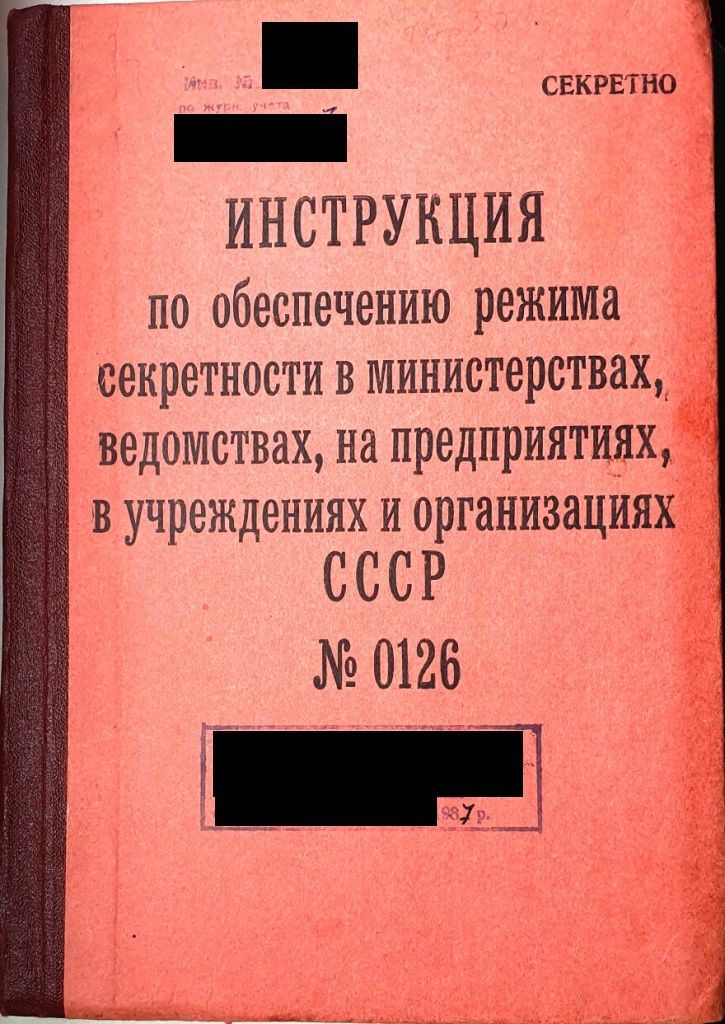 Инв. №
СЕКРЕТНО
по журн. учета
ИНСТРУКЦИЯ
по обеспечению режима
секретности в министерствах,
ведомствах, на предприятиях,
в учреждениях и организациях
СССР
№ 0126
987 р.